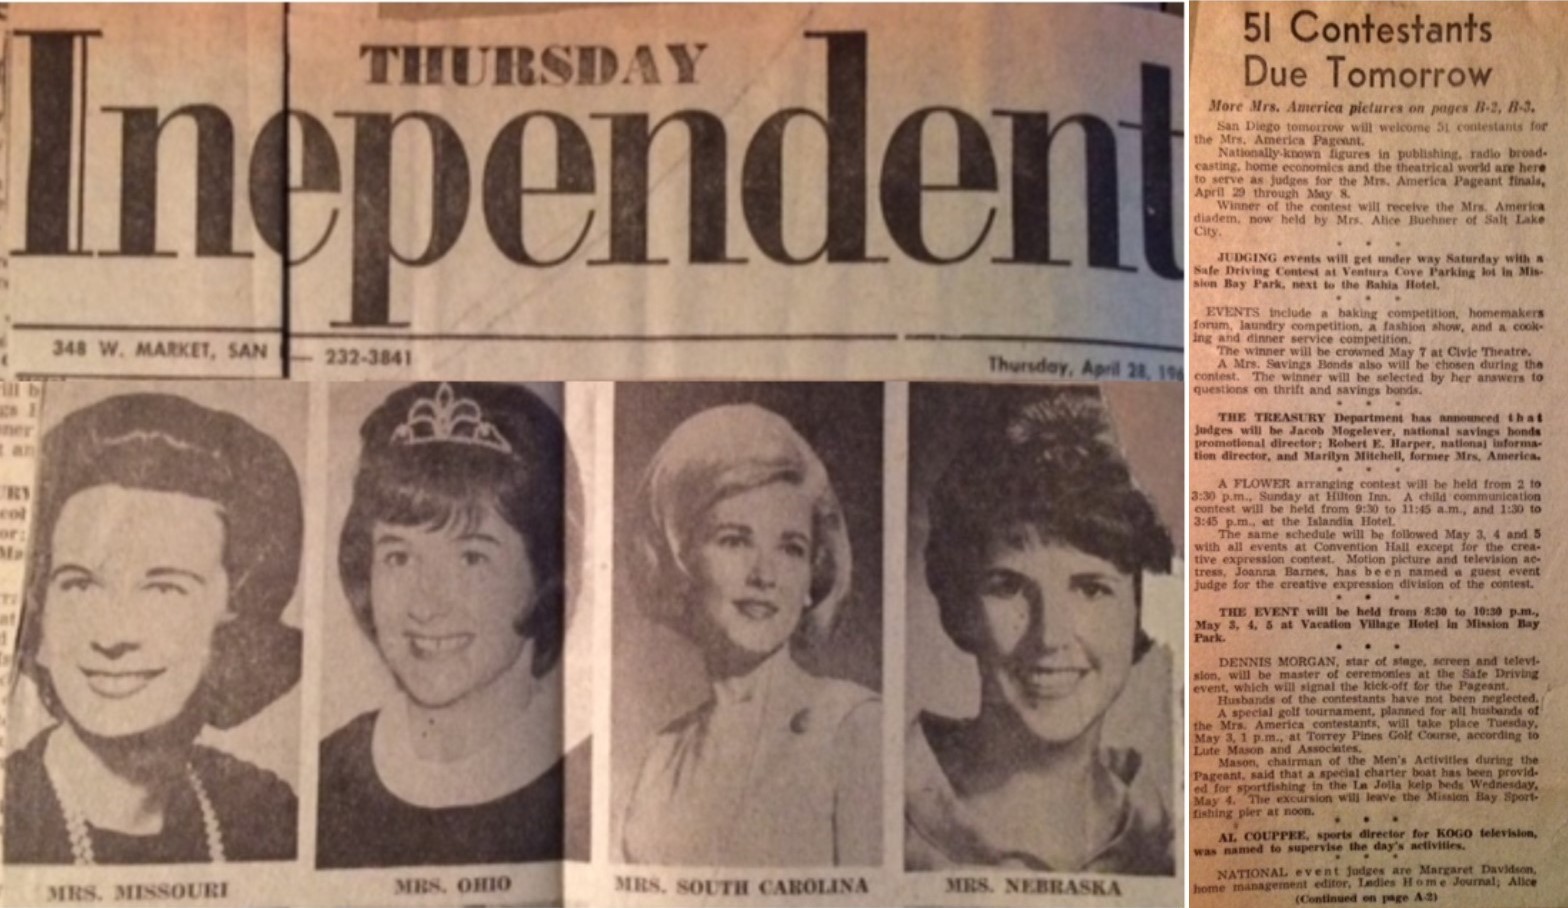 THURSDAY
Inependent
348 W. MARKET, SAN — 232-3841
Thursday, April 28, 196
MRS. MISSOURI
MRS. OHIO
MRS. SOUTH CAROLINA
MRS. NEBRASKA
51 Contestants
Due Tomorrow
More Mrs. America pictures on pages B-2, B-3.
San Diego tomorrow will welcome 51 contestants for
the Mrs. America Pageant.
Nationally-known figures in publishing, radio broad-
casting, home economics and the theatrical world are here
to serve as judges for the Mrs. America Pageant finals,
April 29 through May 8.
Winner of the contest will receive the Mrs. America
diadem, now held by Mrs. Alice Buehner of Salt Lake
City.
* * *
JUDGING events will get under way Saturday with a
Safe Driving Contest at Ventura Cove Parking lot in Mis-
sion Bay Park, next to the Bahia Hotel.
* * *
EVENTS include a baking competition, homemakers
forum, laundry competition, a fashion show, and a cook-
ing and dinner service competition.
The winner will be crowned May 7 at Civic Theatre.
A Mrs. Savings Bonds also will be chosen during the
contest. The winner will be selected by her answers to
questions on thrift and savings bonds.
* * *
THE TREASURY Department has announced that
judges will be Jacob Mogelever, national savings bonds
promotional director; Robert E. Harper, national informa-
tion director, and Marilyn Mitchell, former Mrs. America.
* * *
A FLOWER arranging contest will be held from 2 to
3:30 p.m., Sunday at Hilton Inn. A child communication
contest will be held from 9:30 to 11:45 a.m., and 1:30 to
3:45 p.m., at the Islandia Hotel.
The same schedule will be followed May 3, 4 and 5
with all events at Convention Hall except for the crea-
tive expression contest. Motion picture and television ac-
tress, Joanna Barnes, has been named a guest event
judge for the creative expression division of the contest.
* * *
THE EVENT will be held from 8:30 to 10:30 p.m.,
May 3, 4, 5 at Vacation Village Hotel in Mission Bay
Park.
* * *
DENNIS MORGAN, star of stage, screen and televi-
sion, will be master of ceremonies at the Safe Driving
event, which will signal the kick-off for the Pageant.
Husbands of the contestants have not been neglected.
A special golf tournament, planned for all husbands of
the Mrs. America contestants, will take place Tuesday,
May 3, 1 p.m., at Torrey Pines Golf Course, according to
Lute Mason and Associates.
Mason, chairman of the Men's Activities during the
Pageant, said that a special charter boat has been provid-
ed for sportfishing in the La Jolla kelp beds Wednesday,
May 4. The excursion will leave the Mission Bay Sport-
fishing pier at noon.
* * *
AL COUPPEE, sports director for KOGO television,
was named to supervise the day's activities.
* * *
NATIONAL event judges are Margaret Davidson,
home management editor, Ladies Home Journal; Alice
(Continued on page A-2)